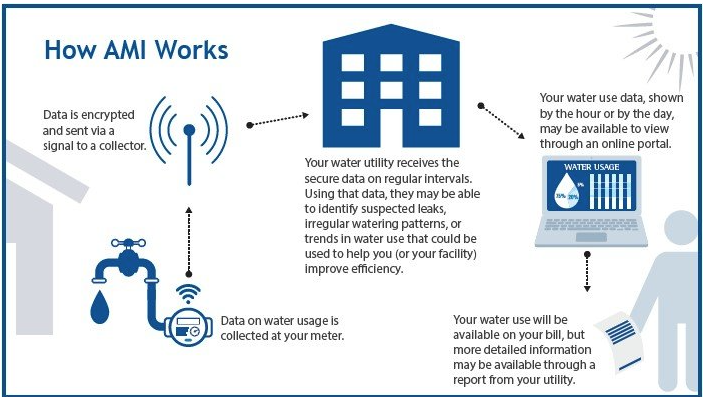 How AMI Works
Data is encrypted
and sent via a
signal to a collector.
Your water utility receives the
secure data on regular intervals.
Using that data, they may be able
to identify suspected leaks,
irregular watering patterns, or
trends in water use that could be
used to help you (or your facility)
improve efficiency.
Your water use data, shown
by the hour or by the day,
may be available to view
through an online portal.
WATER USAGE
5%
15%
20%
Data on water usage is
collected at your meter.
Your water use will be
available on your bill, but
more detailed information
may be available through a
report from your utility.